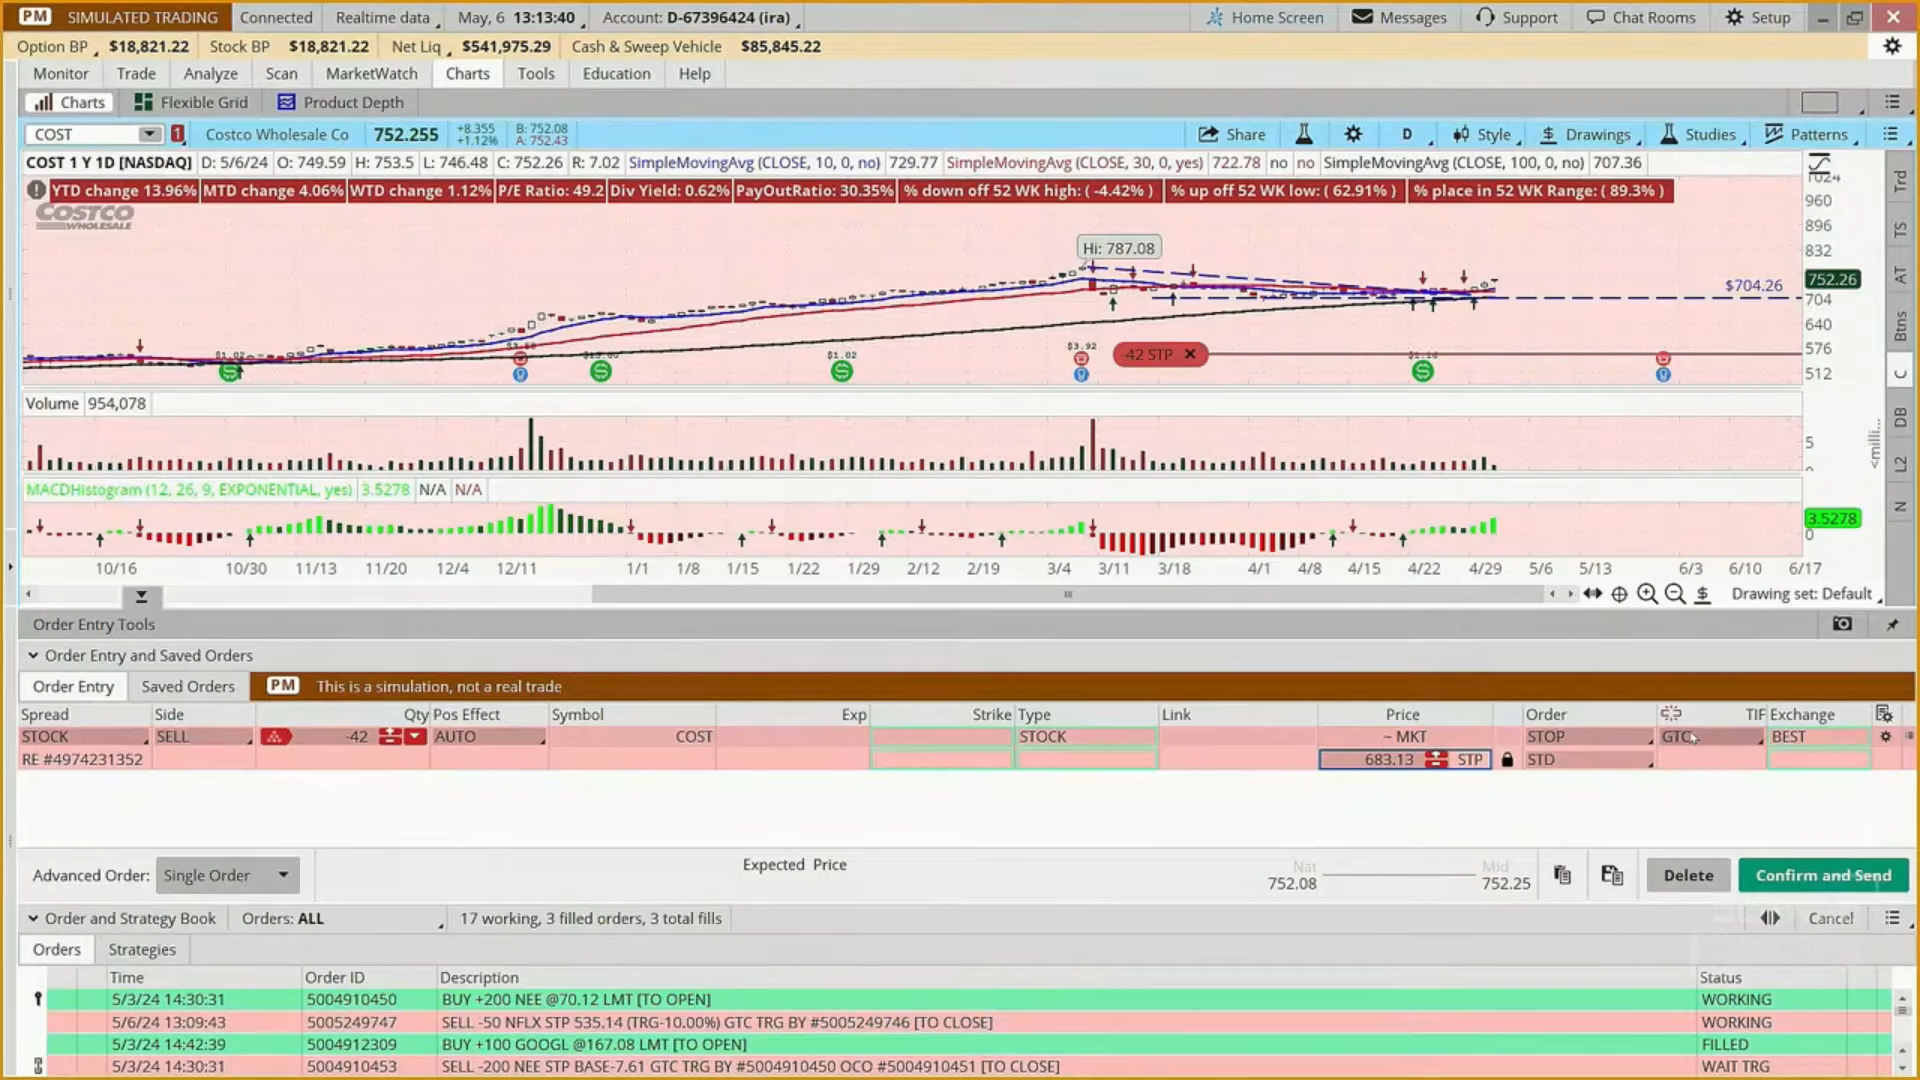 PM SIMULATED TRADING Connected Realtime data May, 6 13:13:40 Account: D-67396424 (ira) Home Screen Messages Support Chat Rooms Setup
Option BP $18,821.22 Stock BP $18,821.22 Net Liq $541,975.29 Cash & Sweep Vehicle $85,845.22
Monitor Trade Analyze Scan MarketWatch Charts Tools Education Help
Charts Flexible Grid Product Depth
COST 1 Costco Wholesale Co 752.255 +8.355 +1.12% B: 752.08 A: 752.43 Share D Style $ Drawings Studies Patterns
COST 1 Y 1D [NASDAQ] D: 5/6/24 O: 749.59 H: 753.5 L: 746.48 C: 752.26 R: 7.02 SimpleMovingAvg (CLOSE, 10, 0, no) 729.77 SimpleMovingAvg (CLOSE, 30, 0, yes) 722.78 no no SimpleMovingAvg (CLOSE, 100, 0, no) 707.36
YTD change 13.96% MTD change 4.06% WTD change 1.12% P/E Ratio: 49.2 Div Yield: 0.62% PayOutRatio: 30.35% % down off 52 WK high: ( -4.42% ) % up off 52 WK low: ( 62.91% ) % place in 52 WK Range: ( 89.3% )
COSTCO
WHOLESALE
Hi: 787.08
$704.26
1024
960
896
832
752.26
704
640
576
512
$1.02 $1.02 $3.92 $1.16
-42 STP
Trd
TS
AT
Btns
C
DB
L2
N
Volume 954,078
5
<milli...
MACDHistogram (12, 26, 9, EXPONENTIAL, yes) 3.5278 N/A N/A
3.5278
0
10/16 10/30 11/13 11/20 12/4 12/11 1/1 1/8 1/15 1/22 1/29 2/12 2/19 3/4 3/11 3/18 4/1 4/8 4/15 4/22 4/29 5/6 5/13 6/3 6/10 6/17
$ Drawing set: Default
Order Entry Tools
Order Entry and Saved Orders
Order Entry Saved Orders PM This is a simulation, not a real trade
Spread Side Qty Pos Effect Symbol Exp Strike Type Link Price Order TIF Exchange
STOCK SELL -42 AUTO COST STOCK ~ MKT STOP GTC BEST
RE #4974231352 683.13 STP STD
Advanced Order: Single Order Expected Price Nat 752.08 Mid 752.25 Delete Confirm and Send
Order and Strategy Book Orders: ALL 17 working, 3 filled orders, 3 total fills Cancel
Orders Strategies
Time Order ID Description Status
5/3/24 14:30:31 5004910450 BUY +200 NEE @70.12 LMT [TO OPEN] WORKING
5/6/24 13:09:43 5005249747 SELL -50 NFLX STP 535.14 (TRG-10.00%) GTC TRG BY #5005249746 [TO CLOSE] WORKING
5/3/24 14:42:39 5004912309 BUY +100 GOOGL @167.08 LMT [TO OPEN] FILLED
5/3/24 14:30:31 5004910453 SELL -200 NEE STP BASE-7.61 GTC TRG BY #5004910450 OCO #5004910451 [TO CLOSE] WAIT TRG